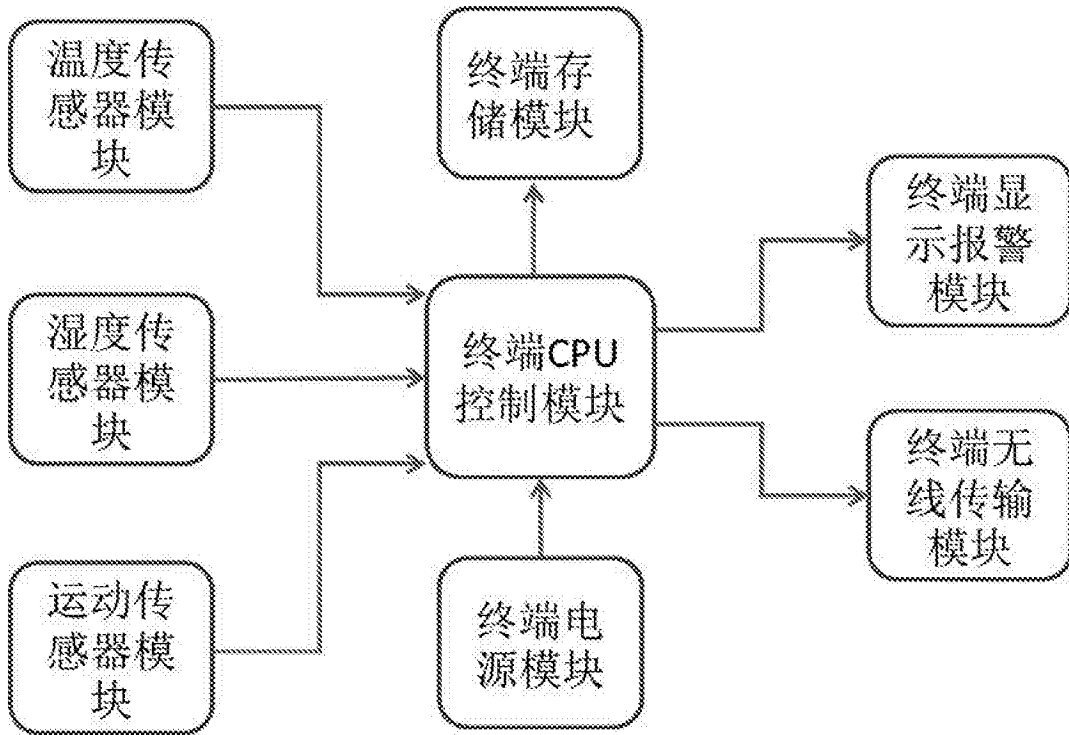 温度传
感器模
块
终端存
储模块
终端显
示报警
模块
湿度传
感器模
块
终端CPU
控制模块
终端无
线传输
模块
运动传
感器模
块
终端电
源模块